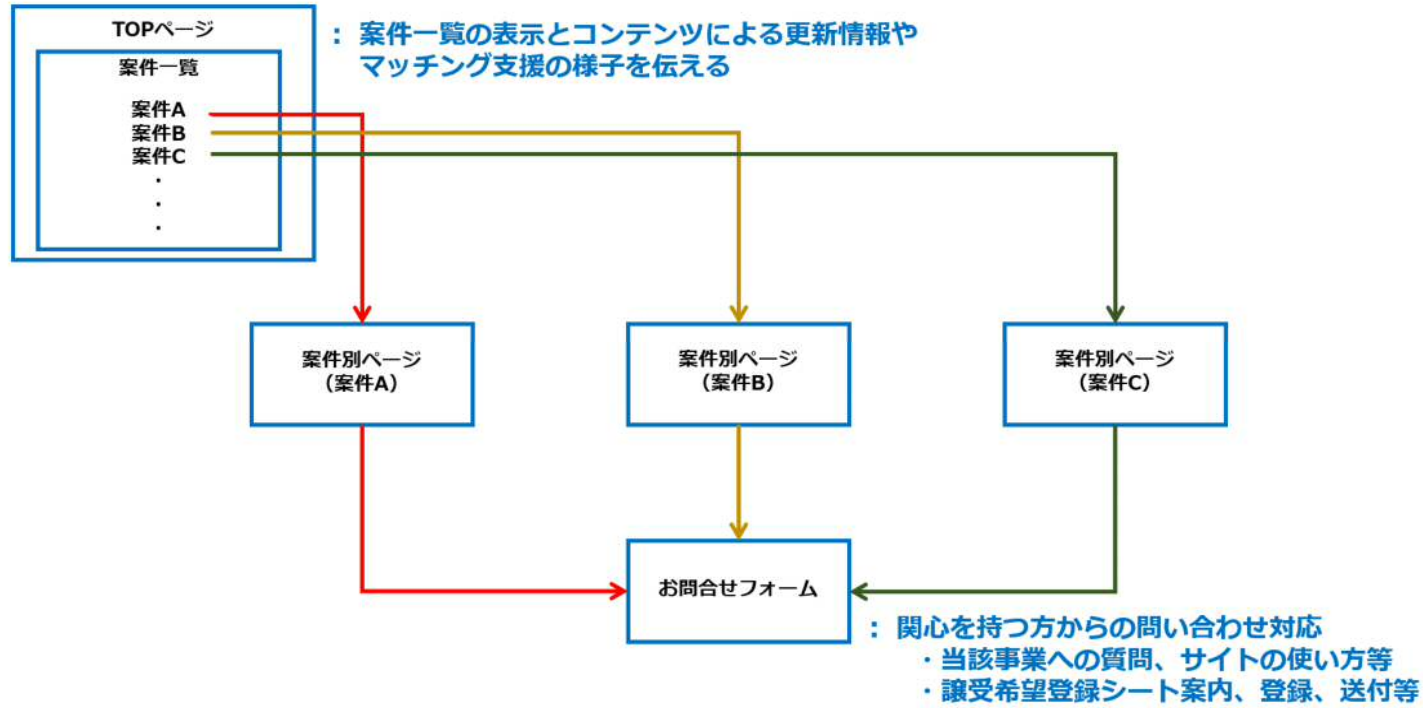 TOPページ
案件一覧
案件A
案件B
案件C
・
・
・
： 案件一覧の表示とコンテンツによる更新情報や
マッチング支援の様子を伝える
案件別ページ
（案件A）
案件別ページ
（案件B）
案件別ページ
（案件C）
お問合せフォーム
： 関心を持つ方からの問い合わせ対応
・当該事業への質問、サイトの使い方等
・譲受希望登録シート案内、登録、送付等